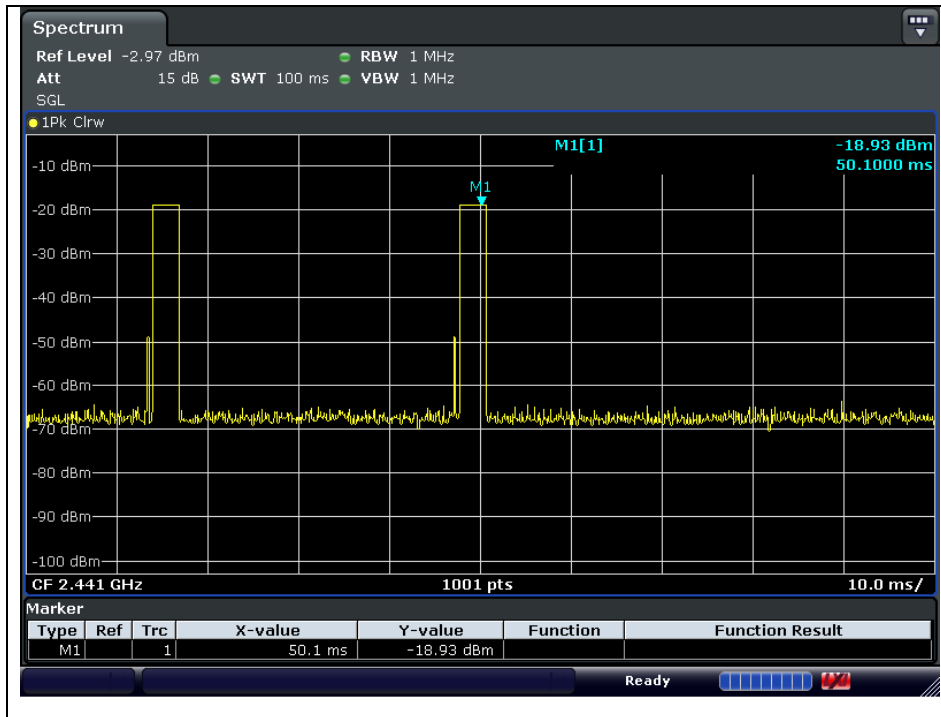 Spectrum
Ref Level -2.97 dBm RBW 1 MHz
Att 15 dB SWT 100 ms VBW 1 MHz
SGL
1Pk Clrw
M1[1] -18.93 dBm
50.1000 ms
-10 dBm
M1
-20 dBm
-30 dBm
-40 dBm
-50 dBm
-60 dBm
-70 dBm
-80 dBm
-90 dBm
-100 dBm
CF 2.441 GHz 1001 pts 10.0 ms/
Marker
Type Ref Trc X-value Y-value Function Function Result
M1 1 50.1 ms -18.93 dBm
Ready